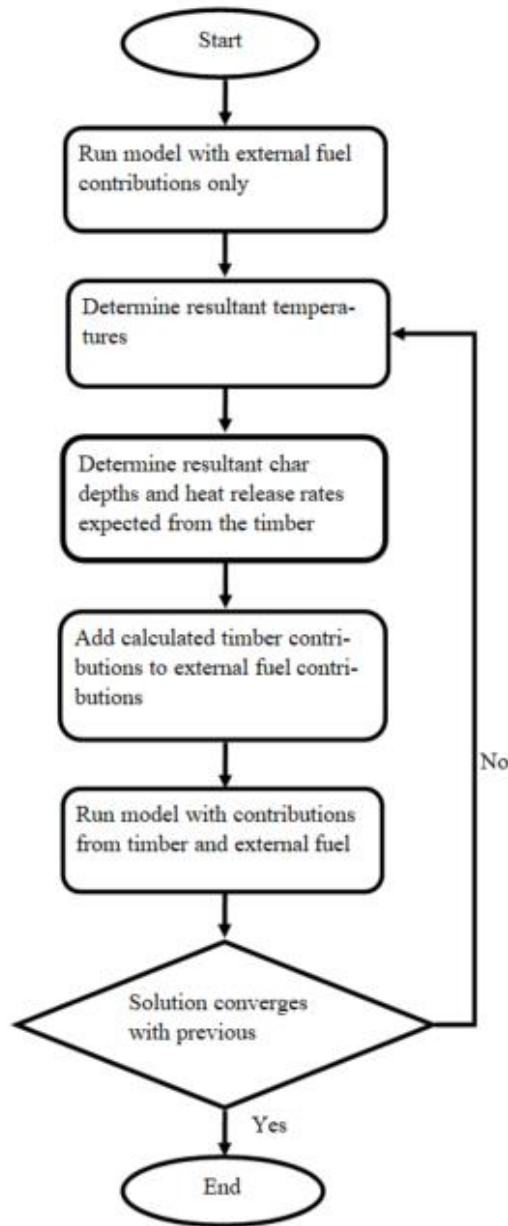 Start
Run model with external fuel
contributions only
Determine resultant tempera-
tures
Determine resultant char
depths and heat release rates
expected from the timber
Add calculated timber contri-
butions to external fuel contri-
butions
Run model with contributions
from timber and external fuel
No
Solution converges
with previous
Yes
End